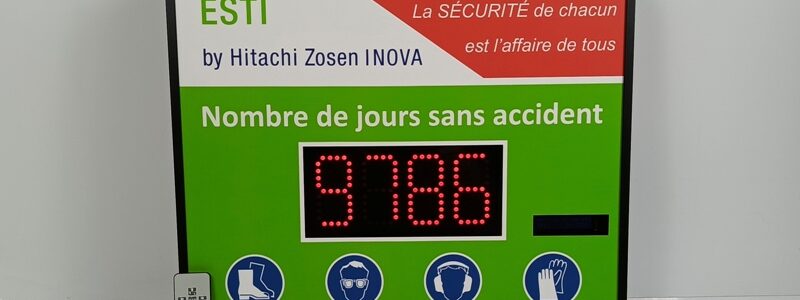 ESTI
by Hitachi Zosen INOVA
La SÉCURITÉ de chacun
est l'affaire de tous
Nombre de jours sans accident
9786